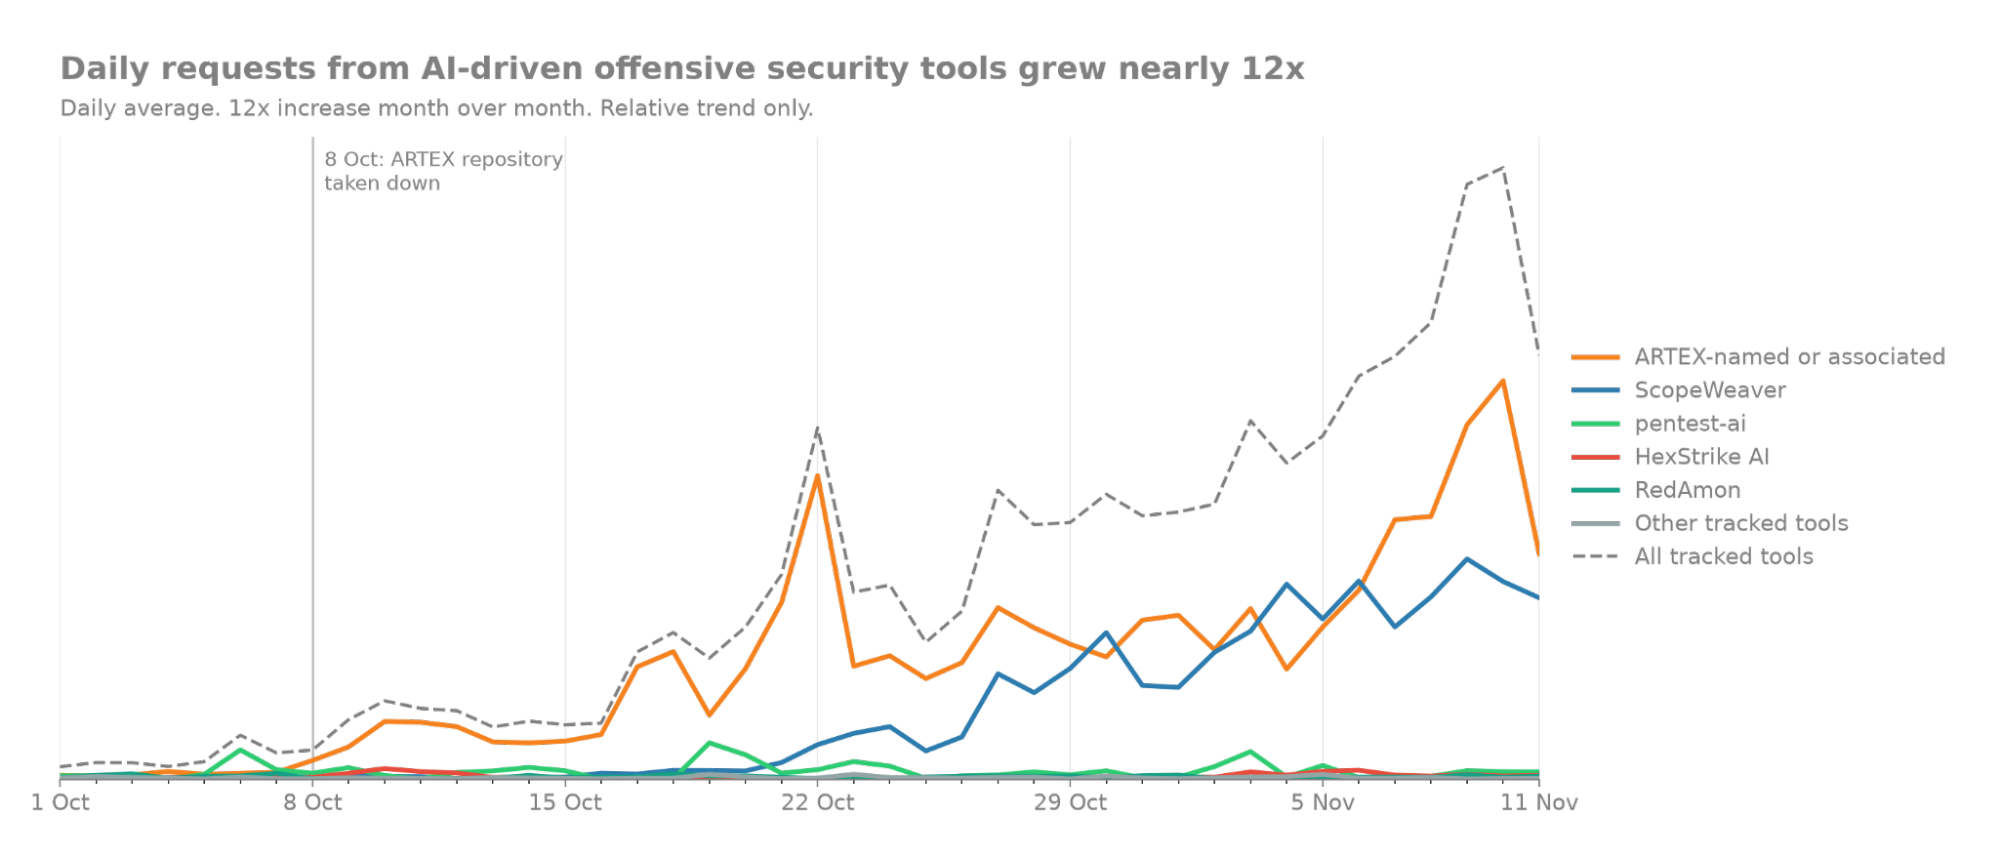 Daily requests from AI-driven offensive security tools grew nearly 12x
Daily average. 12x increase month over month. Relative trend only.
8 Oct: ARTEX repository
taken down
ARTEX-named or associated
ScopeWeaver
pentest-ai
HexStrike AI
RedAmon
Other tracked tools
All tracked tools
1 Oct
8 Oct
15 Oct
22 Oct
29 Oct
5 Nov
11 Nov